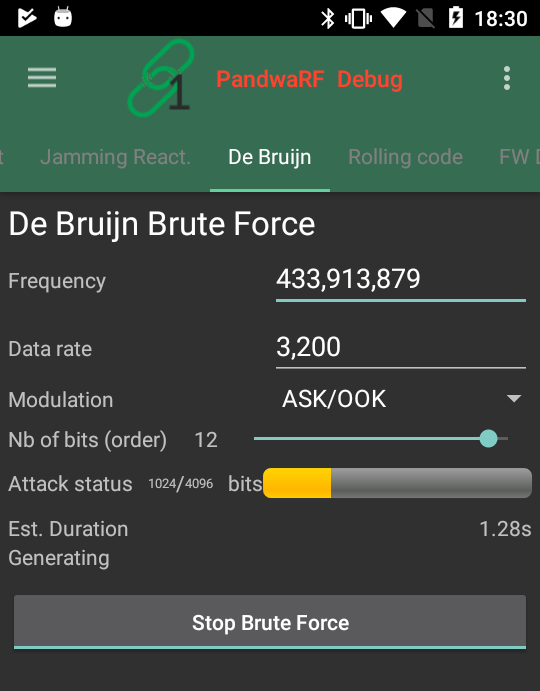 18:30
1 PandwaRF Debug
t Jamming React. De Bruijn Rolling code FW D
De Bruijn Brute Force
Frequency 433,913,879
Data rate 3,200
Modulation ASK/OOK
Nb of bits (order) 12
Attack status 1024/4096 bits
Est. Duration 1.28s
Generating
Stop Brute Force